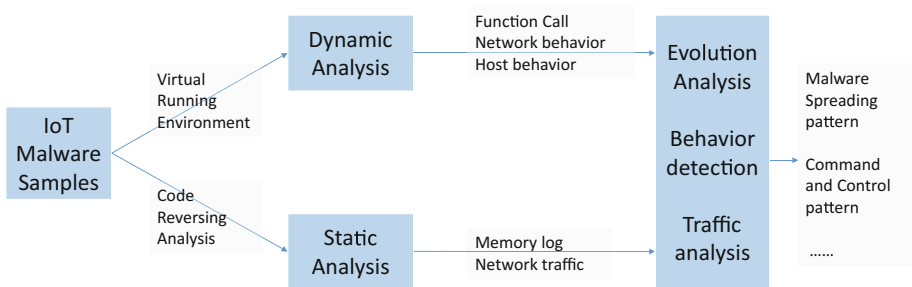 IoT
Malware
Samples
Virtual
Running
Environment
Code
Reversing
Analysis
Dynamic
Analysis
Static
Analysis
Function Call
Network behavior
Host behavior
Memory log
Network traffic
Evolution
Analysis
Behavior
detection
Traffic
analysis
Malware
Spreading
pattern
Command
and Control
pattern
......